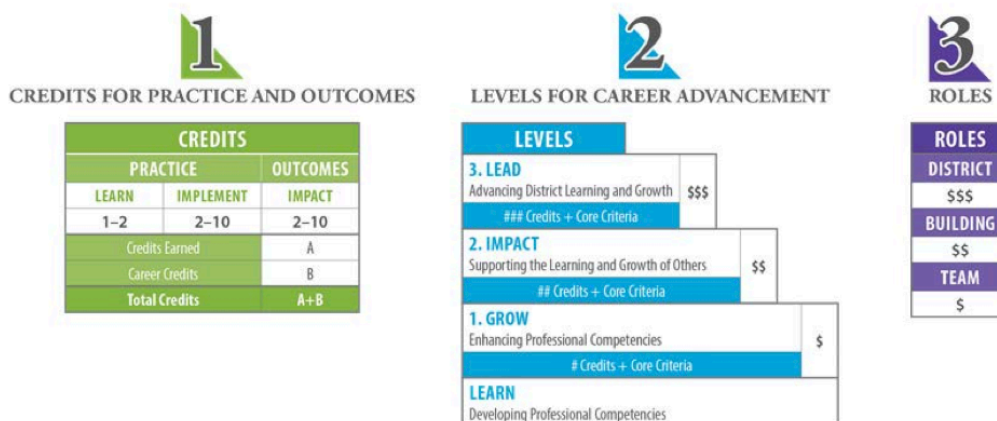 1
CREDITS FOR PRACTICE AND OUTCOMES
CREDITS
PRACTICE OUTCOMES
LEARN IMPLEMENT IMPACT
1–2 2–10 2–10
Credits Earned A
Career Credits B
Total Credits A+B
2
LEVELS FOR CAREER ADVANCEMENT
LEVELS
3. LEAD
Advancing District Learning and Growth $$$
### Credits + Core Criteria
2. IMPACT
Supporting the Learning and Growth of Others $$
## Credits + Core Criteria
1. GROW
Enhancing Professional Competencies $
# Credits + Core Criteria
LEARN
Developing Professional Competencies
3
ROLES
ROLES
DISTRICT
$$$
BUILDING
$$
TEAM
$